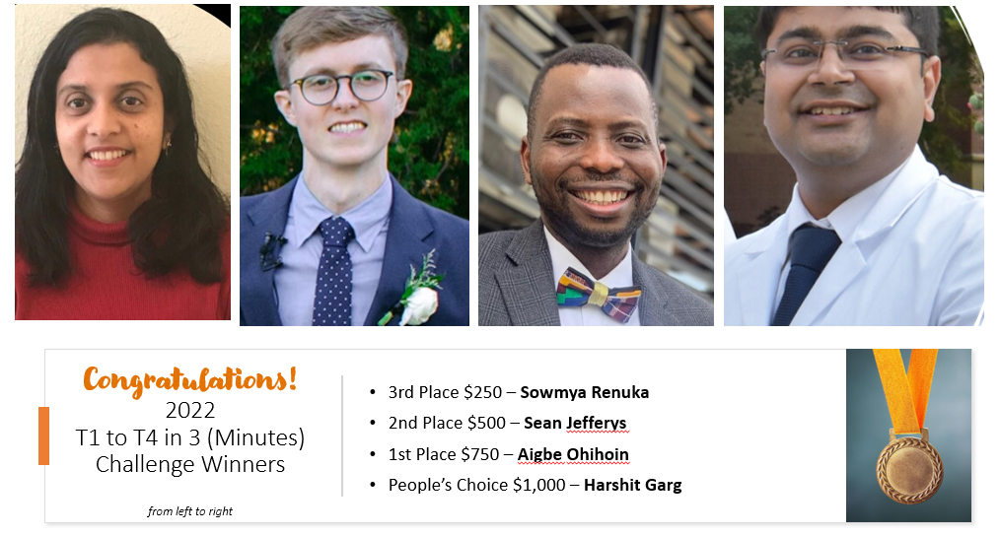 Congratulations!
2022
T1 to T4 in 3 (Minutes)
Challenge Winners
from left to right
• 3rd Place $250 – Sowmya Renuka
• 2nd Place $500 – Sean Jefferys
• 1st Place $750 – Aigbe Ohihoin
• People’s Choice $1,000 – Harshit Garg